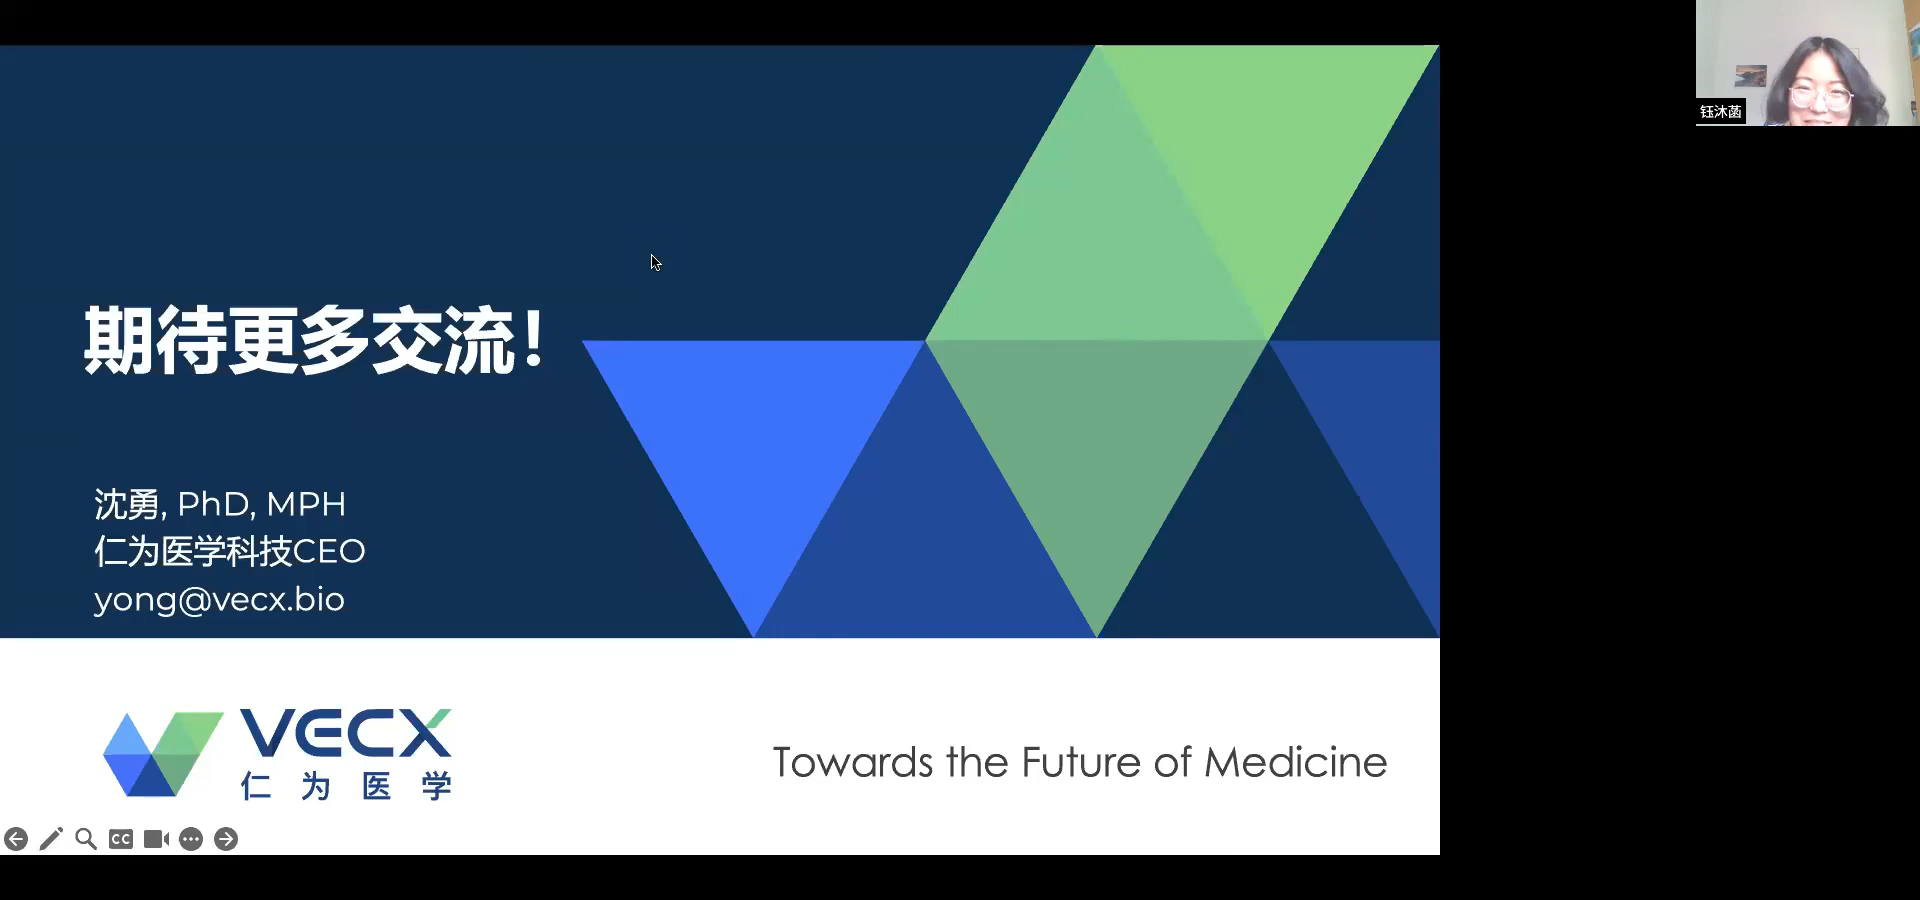 钰沐菡
期待更多交流！
沈勇, PhD, MPH
仁为医学科技CEO
yong@vecx.bio
VECX
仁为医学
Towards the Future of Medicine
CC